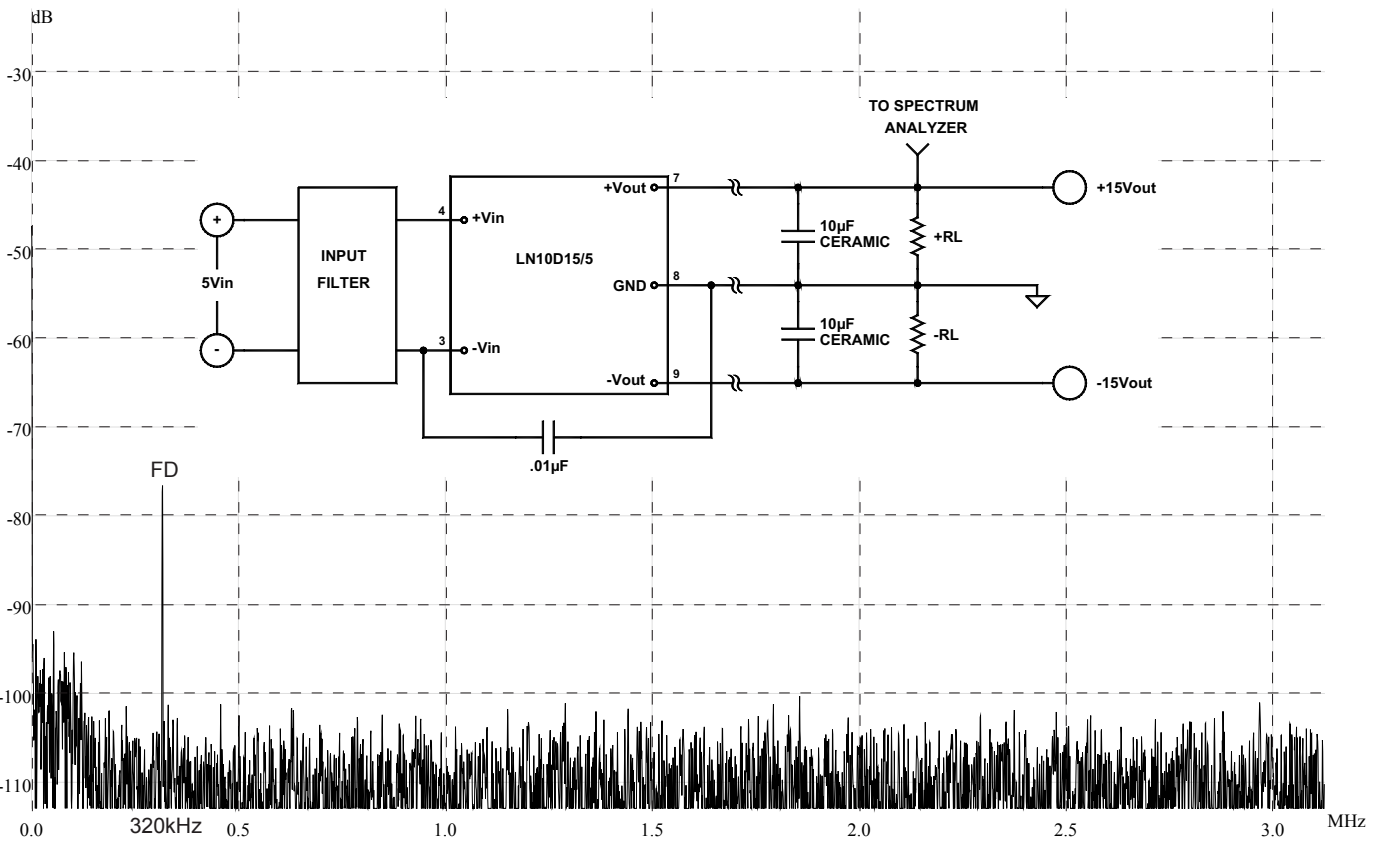 dB
-30
TO SPECTRUM
ANALYZER
-40
+Vout
7
+15Vout
4
+Vin
+
10µF
CERAMIC
+RL
-50
INPUT
FILTER
LN10D15/5
5Vin
GND
8
-60
10µF
CERAMIC
-RL
-
3
-Vin
-Vout
9
-15Vout
-70
.01µF
FD
-80
-90
-100
-110
0.0
320kHz
0.5
1.0
1.5
2.0
2.5
3.0
MHz